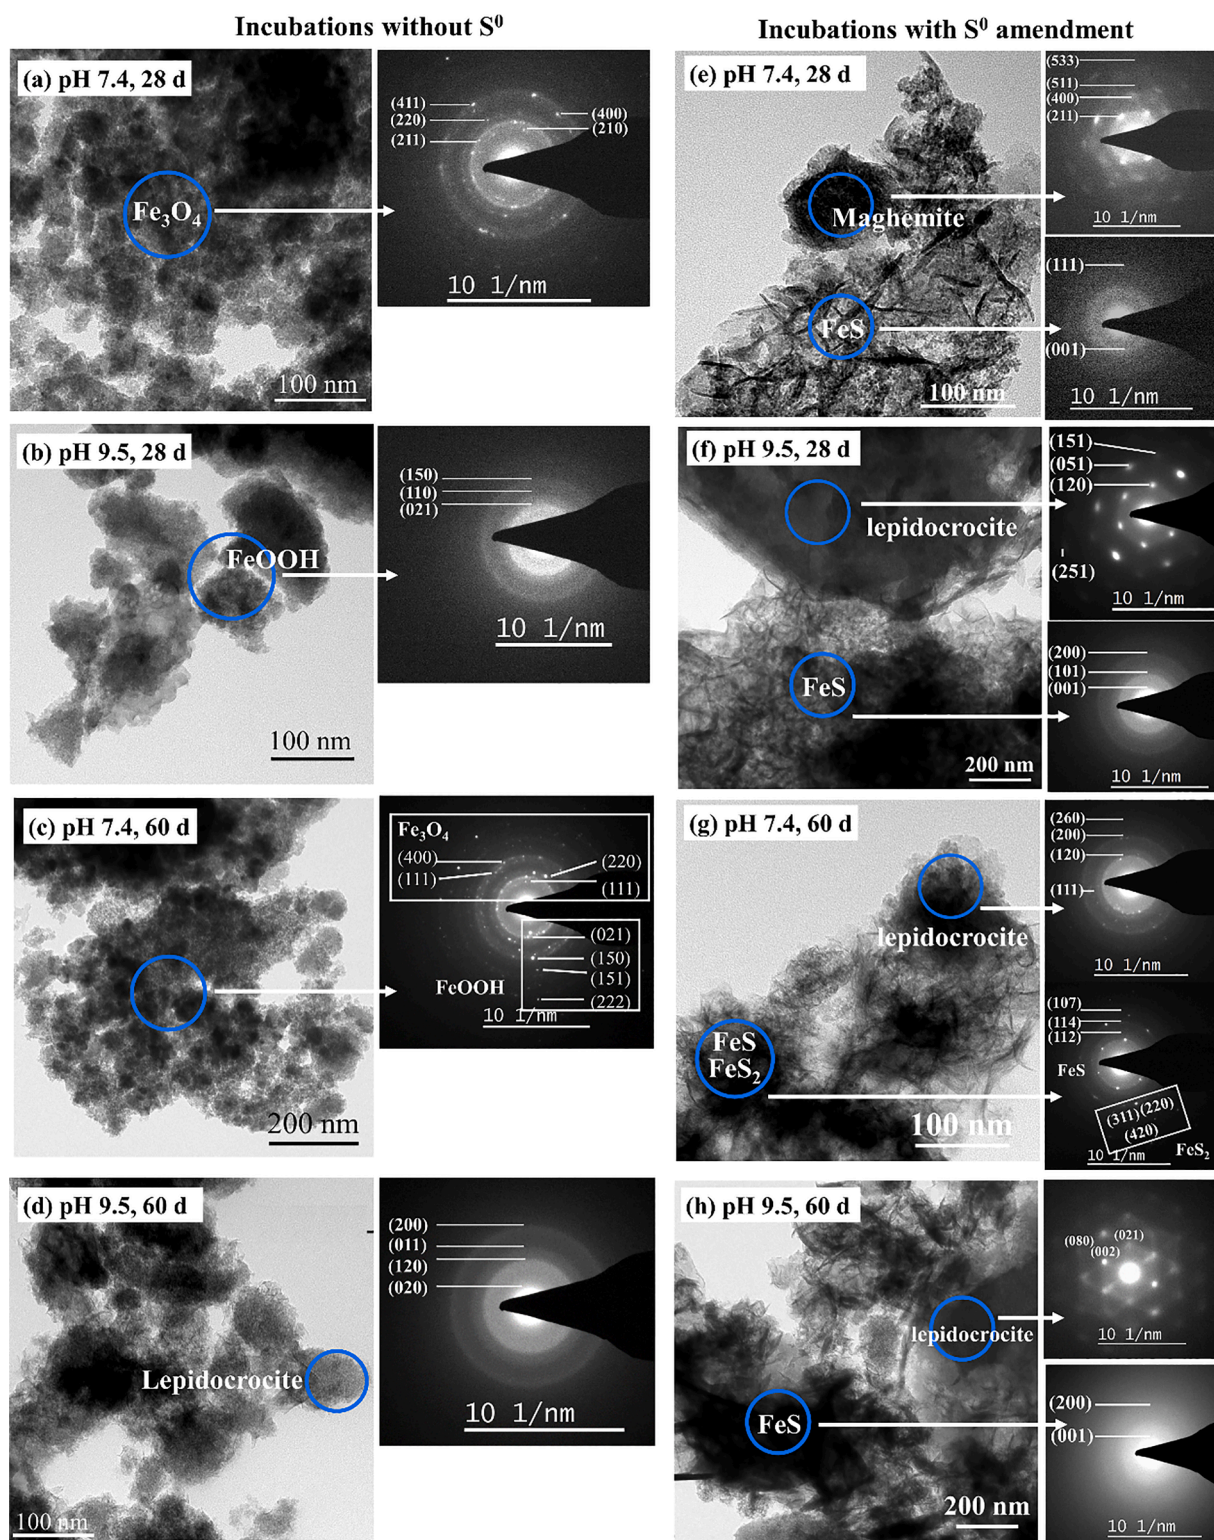 Incubations without S⁰
(a) pH 7.4, 28 d
Fe₃O₄
100 nm
(411)
(220)
(211)
(400)
(210)
10 1/nm
(b) pH 9.5, 28 d
FeOOH
100 nm
(150)
(110)
(021)
10 1/nm
(c) pH 7.4, 60 d
200 nm
Fe₃O₄
(400)
(111)
(220)
(111)
(021)
(150)
(151)
(222)
FeOOH
10 1/nm
(d) pH 9.5, 60 d
Lepidocrocite
100 nm
(200)
(011)
(120)
(020)
10 1/nm
Incubations with S⁰ amendment
(e) pH 7.4, 28 d
Maghemite
FeS
100 nm
(533)
(511)
(400)
(211)
10 1/nm
(111)
(001)
10 1/nm
(f) pH 9.5, 28 d
lepidocrocite
FeS
200 nm
(151)
(051)
(120)
(251)
10 1/nm
(200)
(101)
(001)
10 1/nm
(g) pH 7.4, 60 d
lepidocrocite
FeS
FeS₂
100 nm
(260)
(200)
(120)
(111)
10 1/nm
(107)
(114)
(112)
FeS
(311) (220)
(420)
10 1/nm
FeS₂
(h) pH 9.5, 60 d
lepidocrocite
FeS
200 nm
(080)
(021)
(002)
10 1/nm
(200)
(001)
10 1/nm